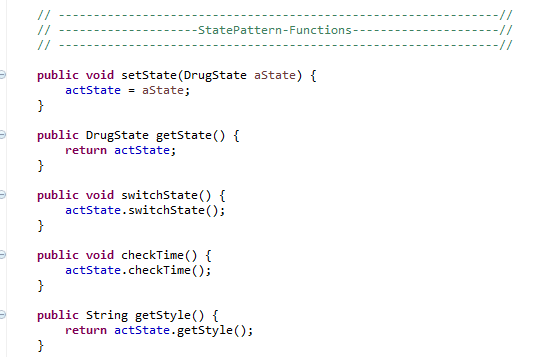 // -------------------------------------------------------------//
// --------------------StatePattern-Functions---------------------//
// -------------------------------------------------------------//
public void setState(DrugState aState) {
actState = aState;
}
public DrugState getState() {
return actState;
}
public void switchState() {
actState.switchState();
}
public void checkTime() {
actState.checkTime();
}
public String getStyle() {
return actState.getStyle();
}